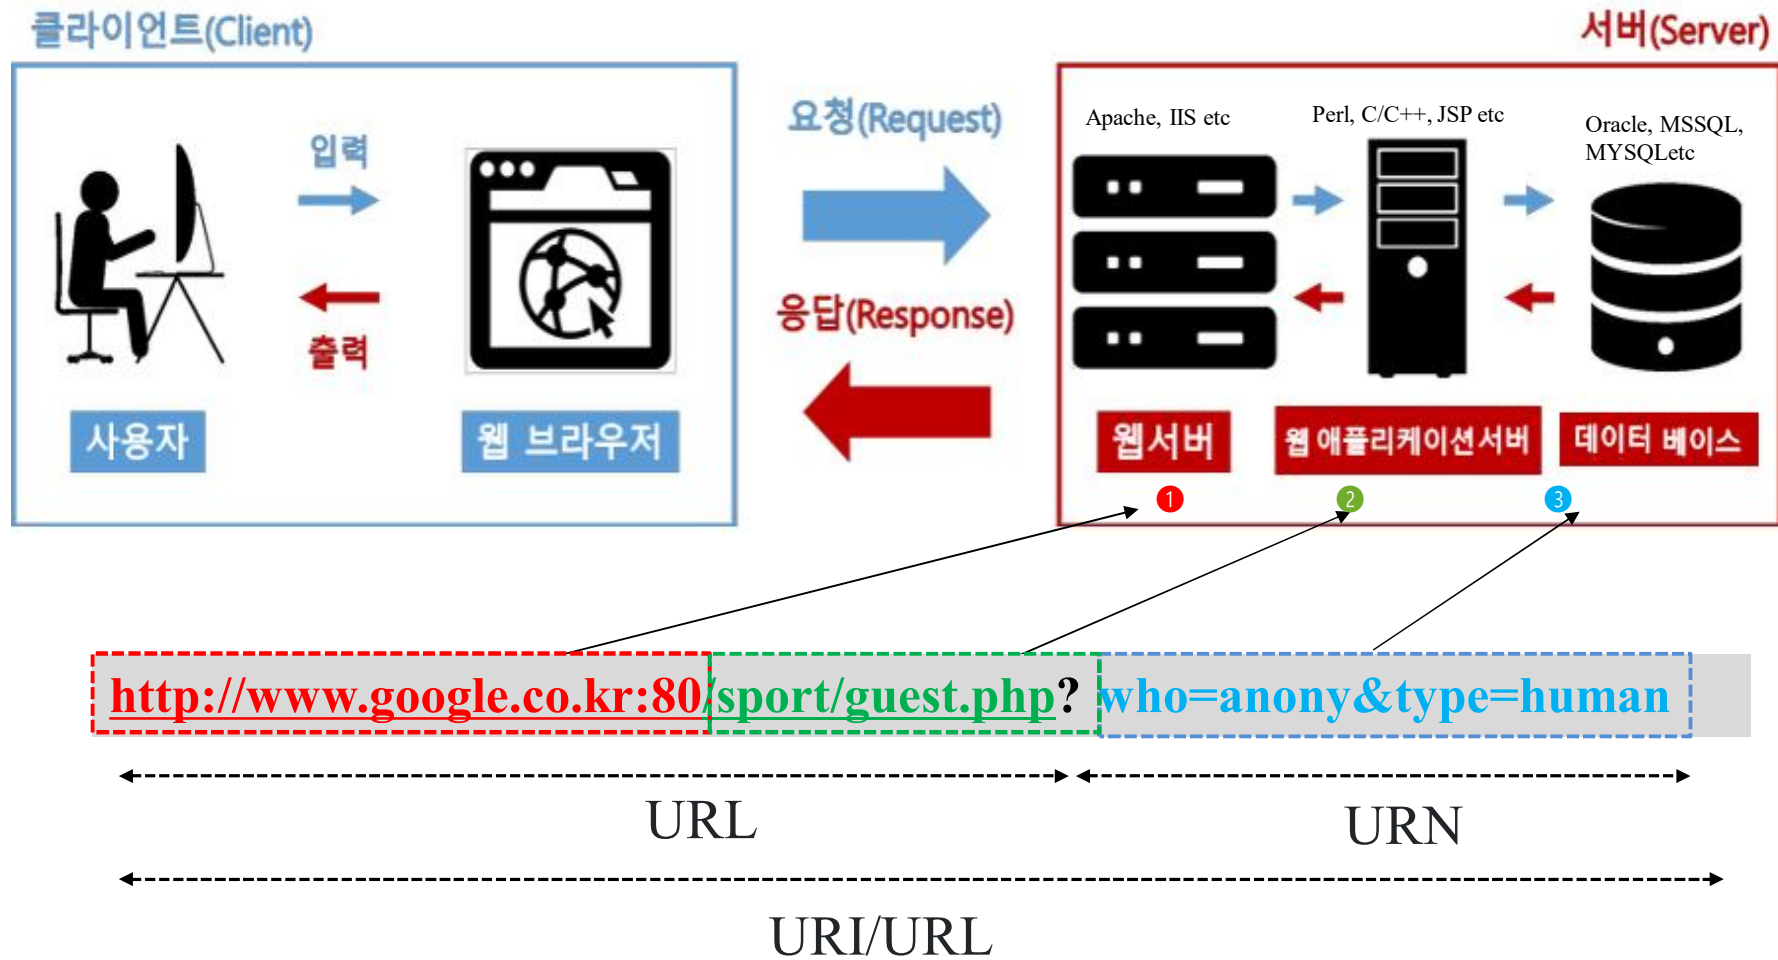 클라이언트(Client)
서버(Server)
입력
출력
사용자
웹 브라우저
요청(Request)
응답(Response)
Apache, IIS etc
Perl, C/C++, JSP etc
Oracle, MSSQL,
MYSQLetc
웹서버
웹 애플리케이션서버
데이터 베이스
1
2
3
http://www.google.co.kr:80/sport/guest.php? who=anony&type=human
URL
URN
URI/URL